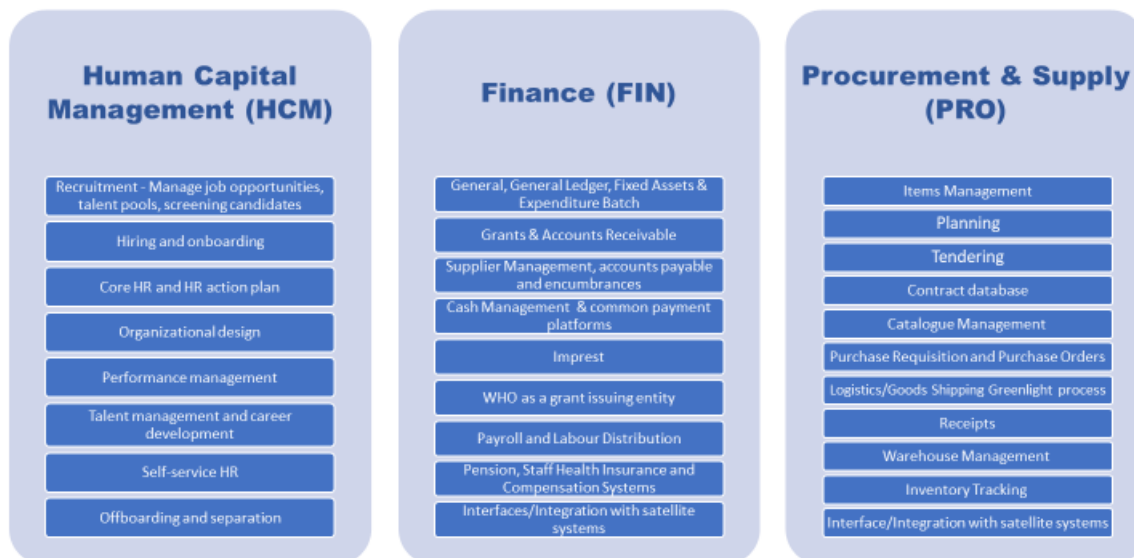 Human Capital
Management (HCM)
Recruitment - Manage job opportunities,
talent pools, screening candidates
Hiring and onboarding
Core HR and HR action plan
Organizational design
Performance management
Talent management and career
development
Self-service HR
Offboarding and separation
Finance (FIN)
General, General Ledger, Fixed Assets &
Expenditure Batch
Grants & Accounts Receivable
Supplier Management, accounts payable
and encumbrances
Cash Management & common payment
platforms
Imprest
WHO as a grant issuing entity
Payroll and Labour Distribution
Pension, Staff Health Insurance and
Compensation Systems
Interfaces/Integration with satellite
systems
Procurement & Supply
(PRO)
Items Management
Planning
Tendering
Contract database
Catalogue Management
Purchase Requisition and Purchase Orders
Logistics/Goods Shipping Greenlight process
Receipts
Warehouse Management
Inventory Tracking
Interface/Integration with satellite systems